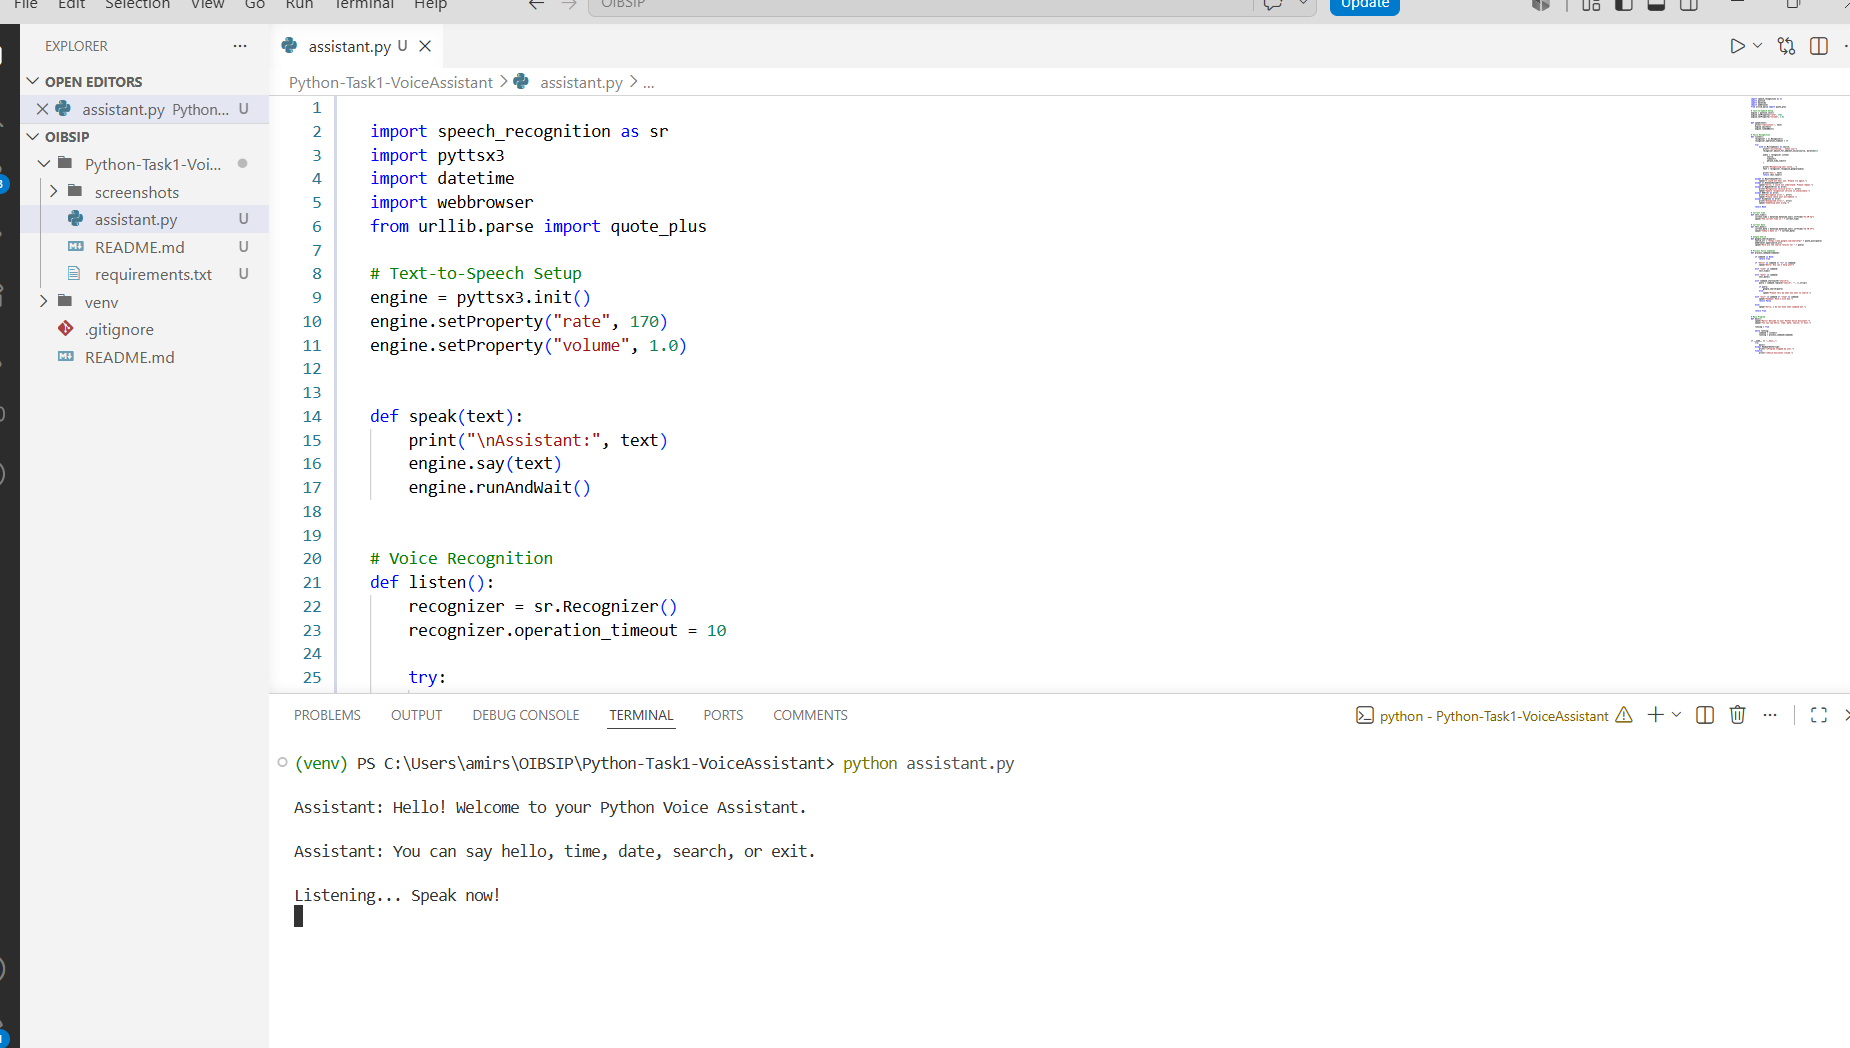 File Edit Selection View Go Run Terminal Help
OIBSIP
Update
EXPLORER
OPEN EDITORS
assistant.py Python... U
OIBSIP
Python-Task1-Voi...
screenshots
assistant.py U
README.md U
requirements.txt U
venv
.gitignore
README.md
assistant.py U
Python-Task1-VoiceAssistant > assistant.py > ...
1
2 import speech_recognition as sr
3 import pyttsx3
4 import datetime
5 import webbrowser
6 from urllib.parse import quote_plus
7
8 # Text-to-Speech Setup
9 engine = pyttsx3.init()
10 engine.setProperty("rate", 170)
11 engine.setProperty("volume", 1.0)
12
13
14 def speak(text):
15 print("\nAssistant:", text)
16 engine.say(text)
17 engine.runAndWait()
18
19
20 # Voice Recognition
21 def listen():
22 recognizer = sr.Recognizer()
23 recognizer.operation_timeout = 10
24
25 try:
PROBLEMS OUTPUT DEBUG CONSOLE TERMINAL PORTS COMMENTS
python - Python-Task1-VoiceAssistant
(venv) PS C:\Users\amirs\OIBSIP\Python-Task1-VoiceAssistant> python assistant.py
Assistant: Hello! Welcome to your Python Voice Assistant.
Assistant: You can say hello, time, date, search, or exit.
Listening... Speak now!